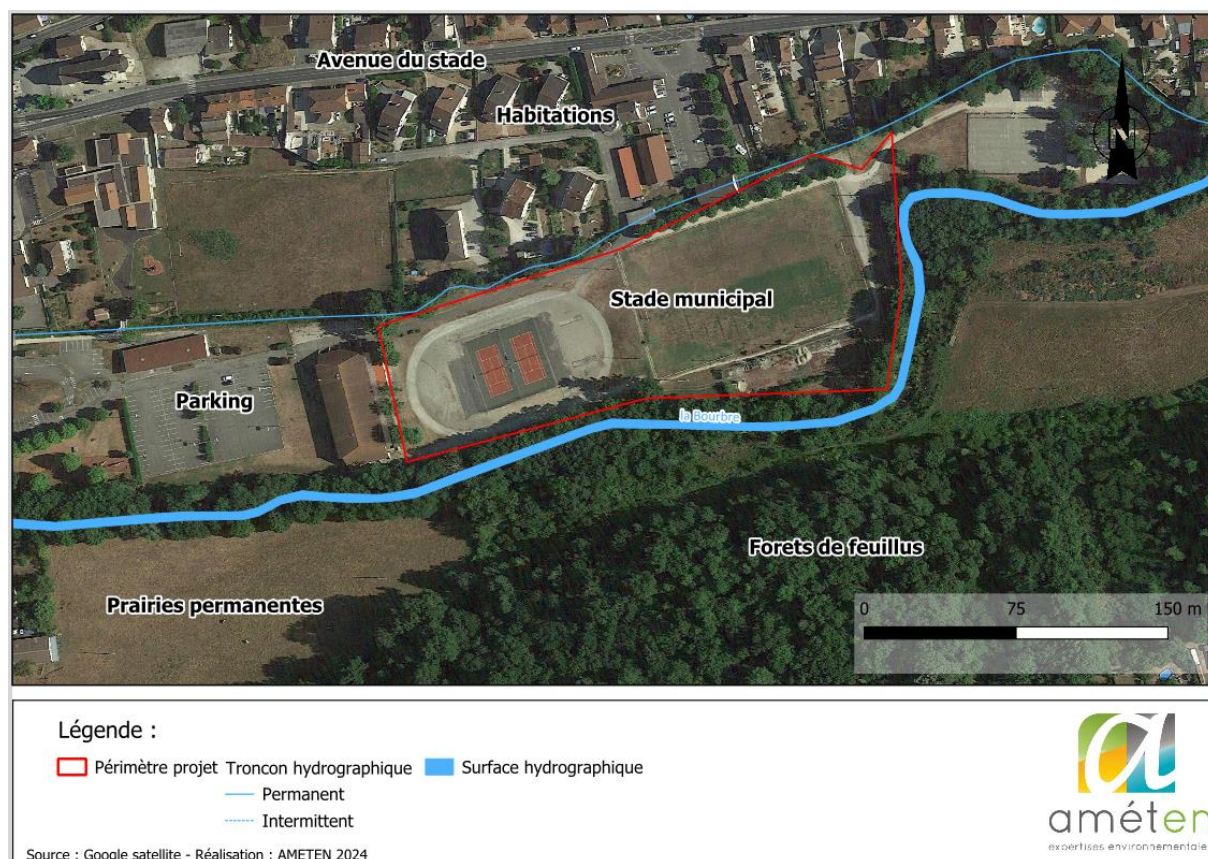 Avenue du stade
Habitations
N
Stade municipal
Parking
la Bourbre
Forets de feuillus
Prairies permanentes
0 75 150 m
Légende :
Périmètre projet Troncon hydrographique Surface hydrographique
Permanent
Intermittent
a
améten
expertises environnementales
Source : Google satellite - Réalisation : AMETEN 2024